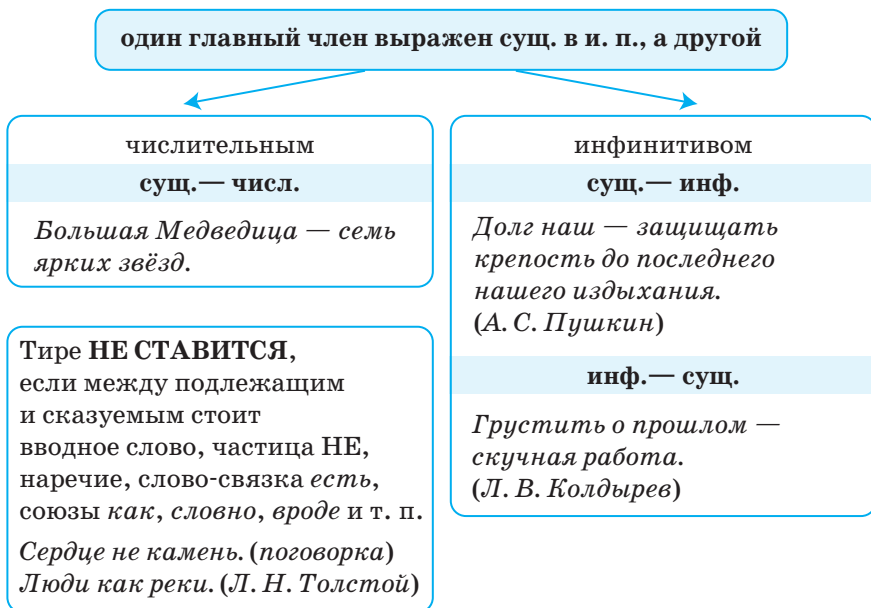 один главный член выражен сущ. в и. п., а другой
числительным
сущ.— числ.
Большая Медведица — семь
ярких звёзд.
Тире НЕ СТАВИТСЯ,
если между подлежащим
и сказуемым стоит
вводное слово, частица НЕ,
наречие, слово-связка есть,
союзы как, словно, вроде и т. п.
Сердце не камень. (поговорка)
Люди как реки. (Л. Н. Толстой)
инфинитивом
сущ.— инф.
Долг наш — защищать
крепость до последнего
нашего издыхания.
(А. С. Пушкин)
инф.— сущ.
Грустить о прошлом —
скучная работа.
(Л. В. Колдырев)